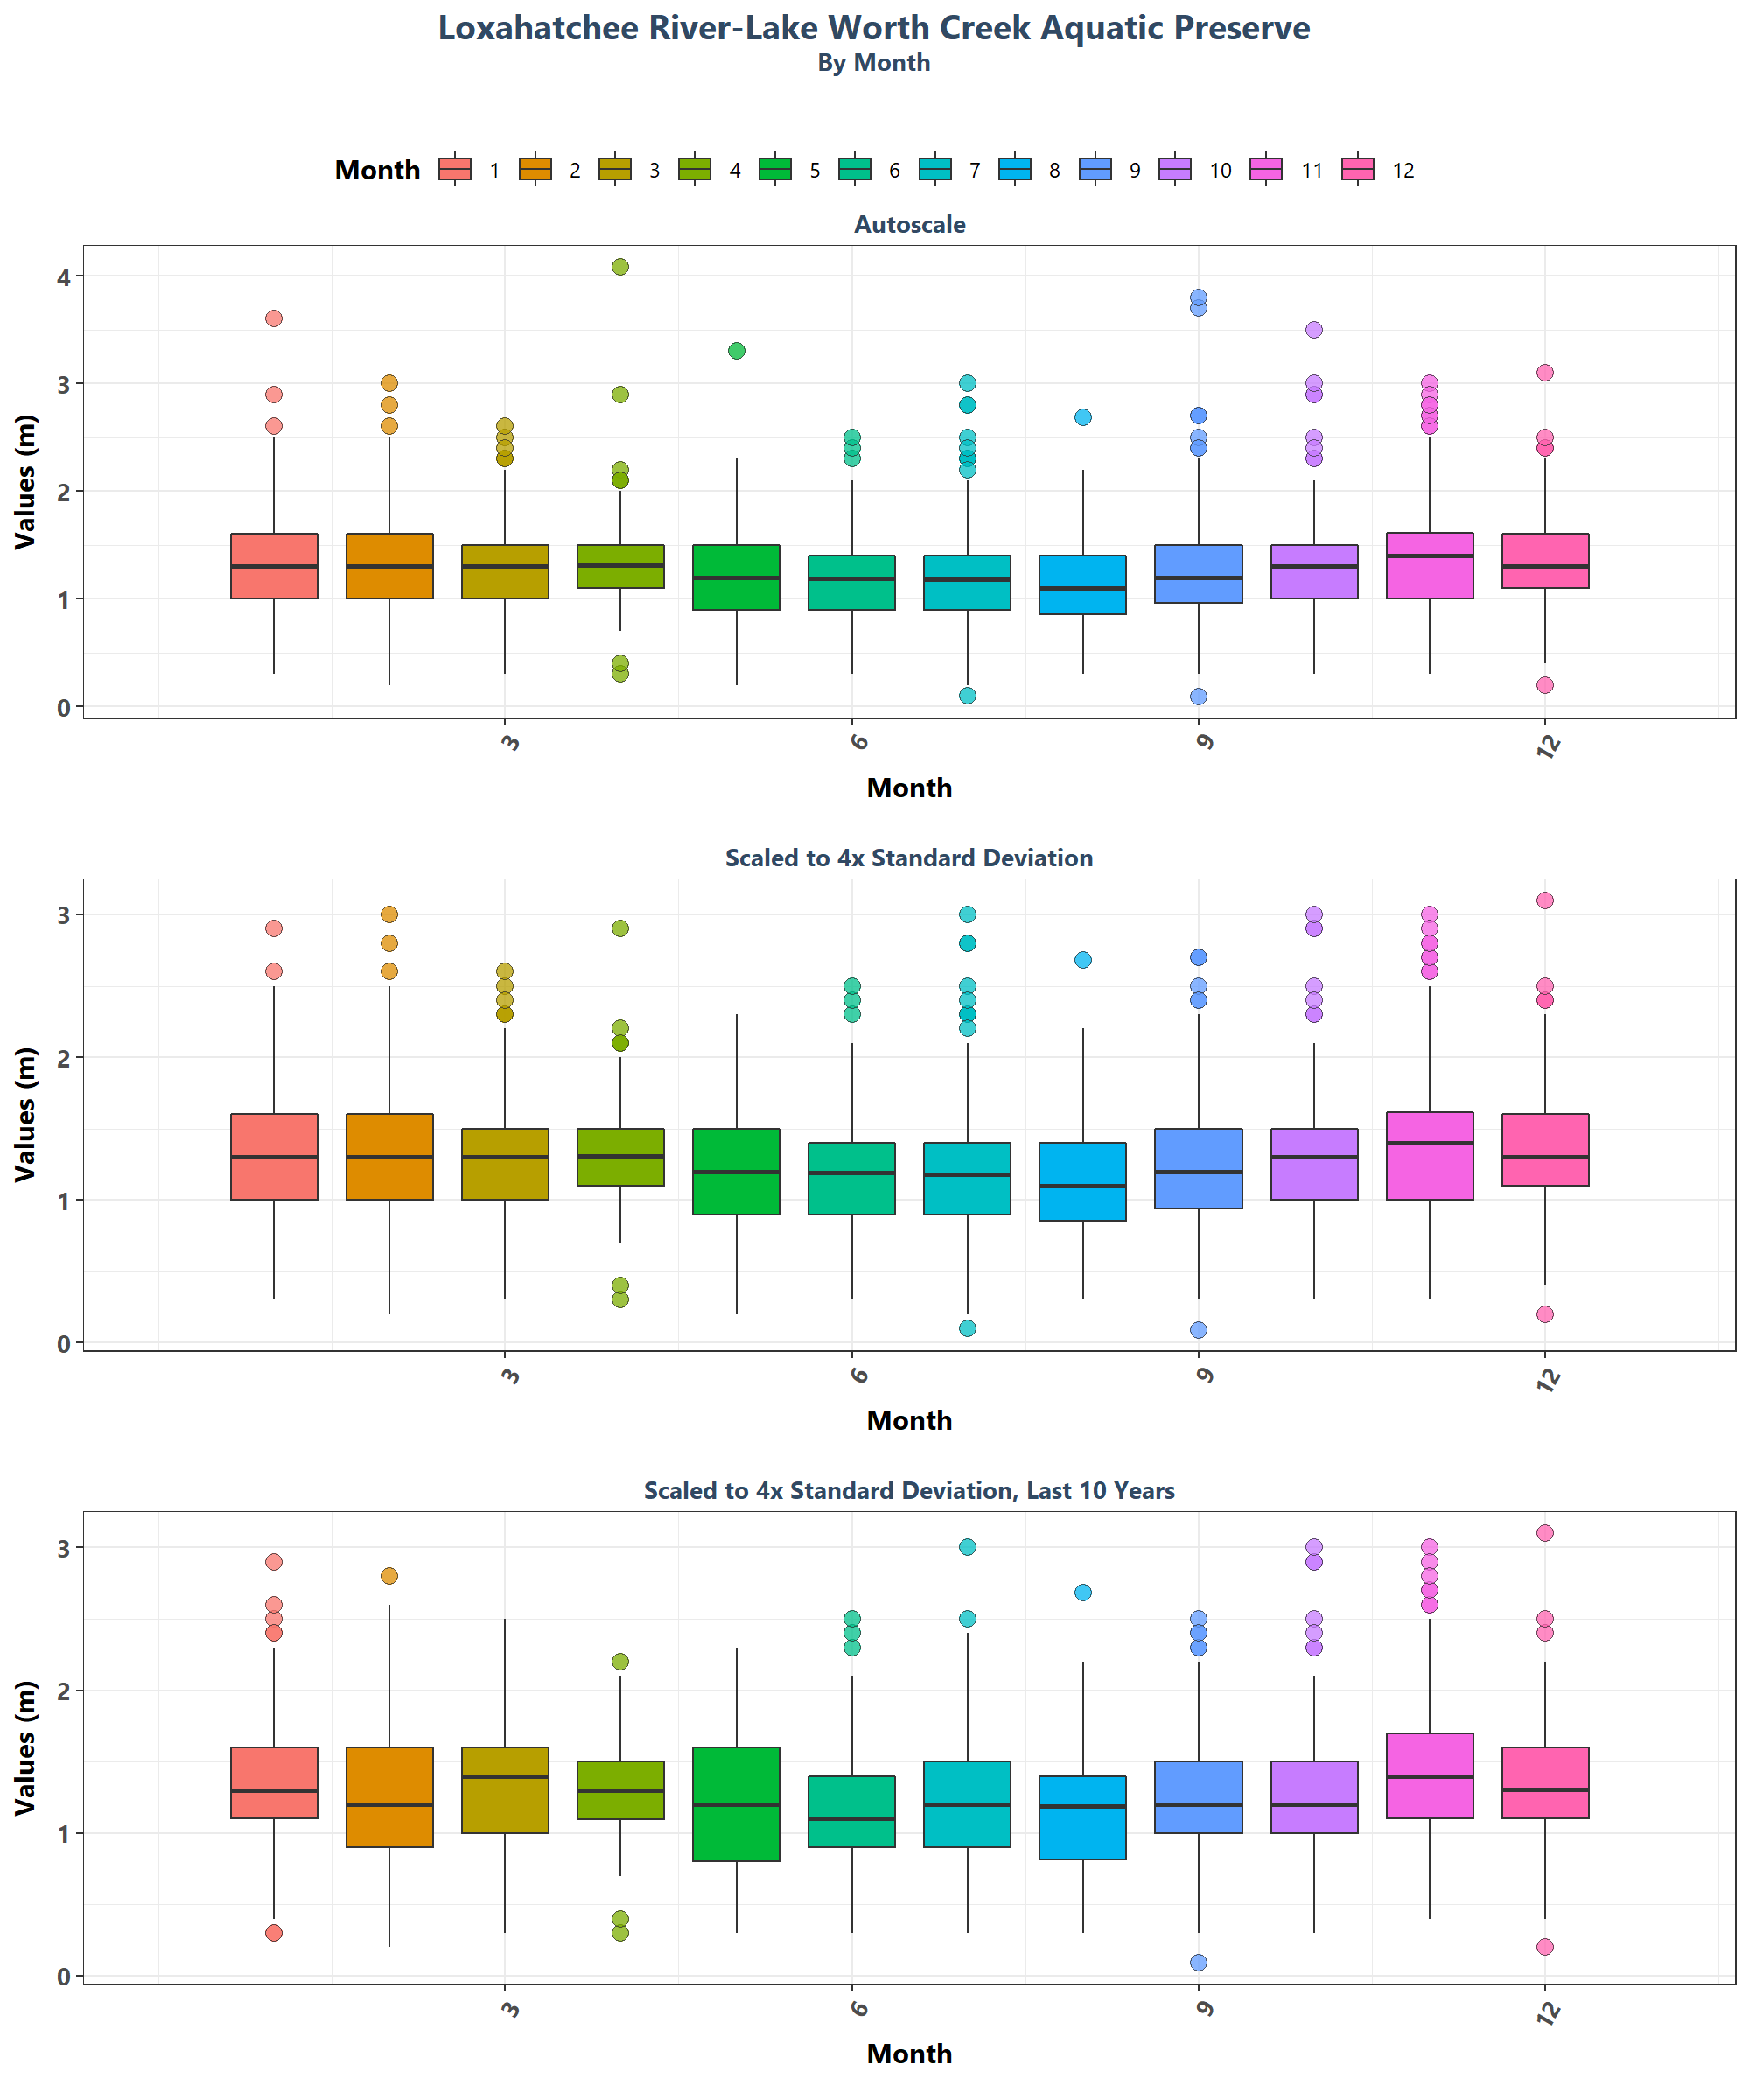 Loxahatchee River-Lake Worth Creek Aquatic Preserve
By Month
Month 1 2 3 4 5 6 7 8 9 10 11 12
Autoscale
Values (m)
4
3
2
1
0
3 6 9 12
Month
Scaled to 4x Standard Deviation
Values (m)
3
2
1
0
3 6 9 12
Month
Scaled to 4x Standard Deviation, Last 10 Years
Values (m)
3
2
1
0
3 6 9 12
Month